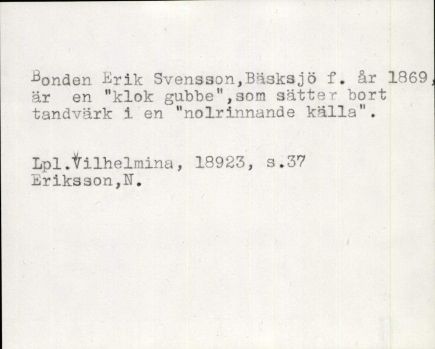 Bonden Erik Svensson,Bäsksjö f. år 1869,
är en "klok gubbe",som sätter bort
tandvärk i en "nolrinnande källa".
Lpl.Vilhelmina, 18923, s.37
Eriksson,N.